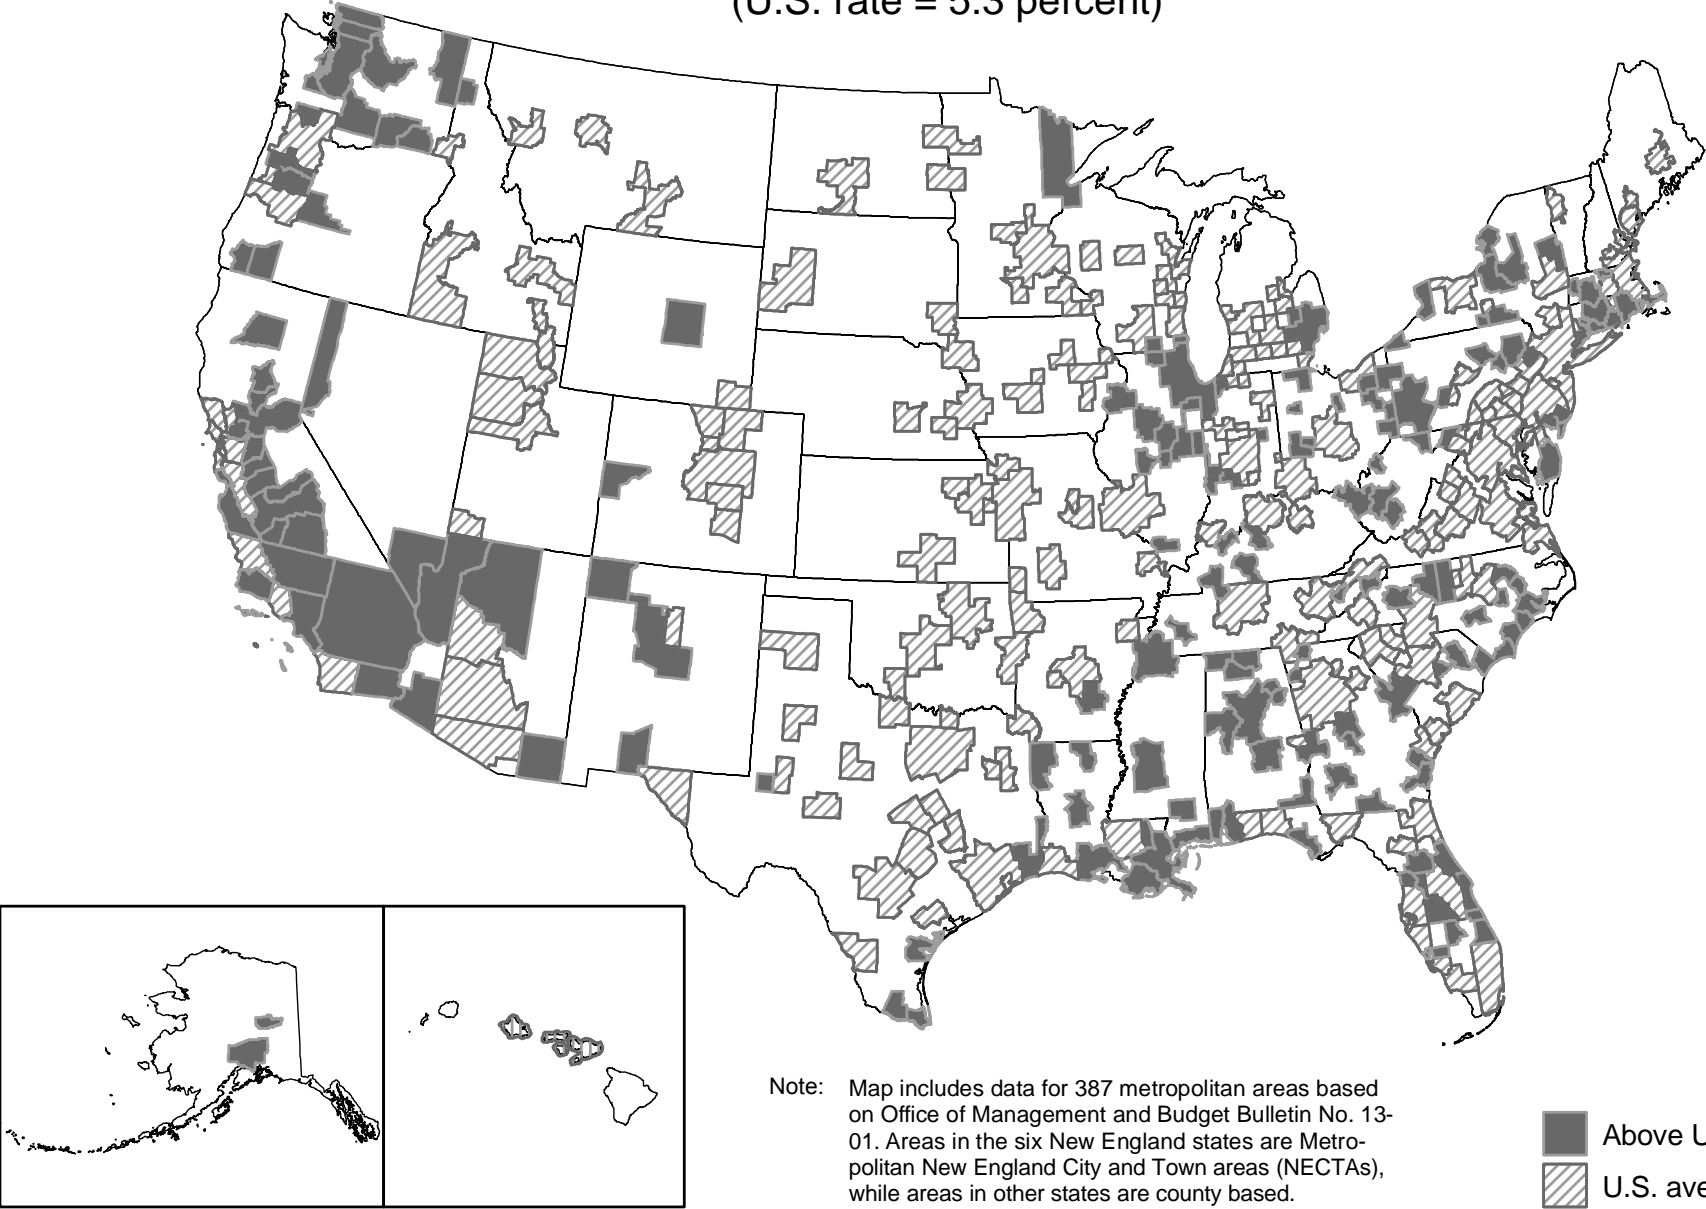 (U.S. rate = 5.3 percent)
Note: Map includes data for 387 metropolitan areas based
on Office of Management and Budget Bulletin No. 13-
01. Areas in the six New England states are Metro-
politan New England City and Town areas (NECTAs),
while areas in other states are county based.
Above U
U.S. ave